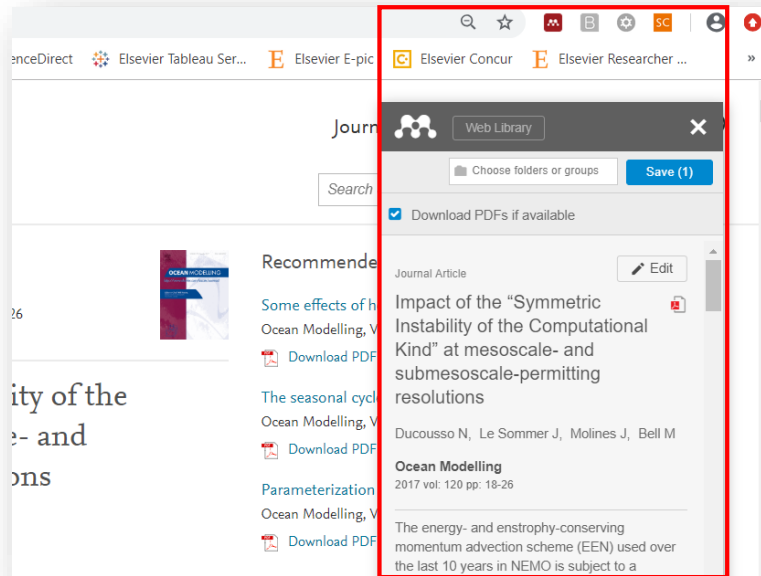 SC
enceDirect Elsevier Tableau Ser... E Elsevier E-pic C Elsevier Concur E Elsevier Researcher ... »
Journ
Web Library
Search
Choose folders or groups Save (1)
Download PDFs if available
OCEAN MODELLING
26
Recommende
Some effects of h
Ocean Modelling, V
Download PDF
The seasonal cycl
Ocean Modelling, V
Download PDF
Parameterization
Ocean Modelling, V
Download PDF
ity of the
e- and
ons
Journal Article
Edit
Impact of the “Symmetric
Instability of the Computational
Kind” at mesoscale- and
submesoscale-permitting
resolutions
Ducousso N, Le Sommer J, Molines J, Bell M
Ocean Modelling
2017 vol: 120 pp: 18-26
The energy- and enstrophy-conserving
momentum advection scheme (EEN) used over
the last 10 years in NEMO is subject to a